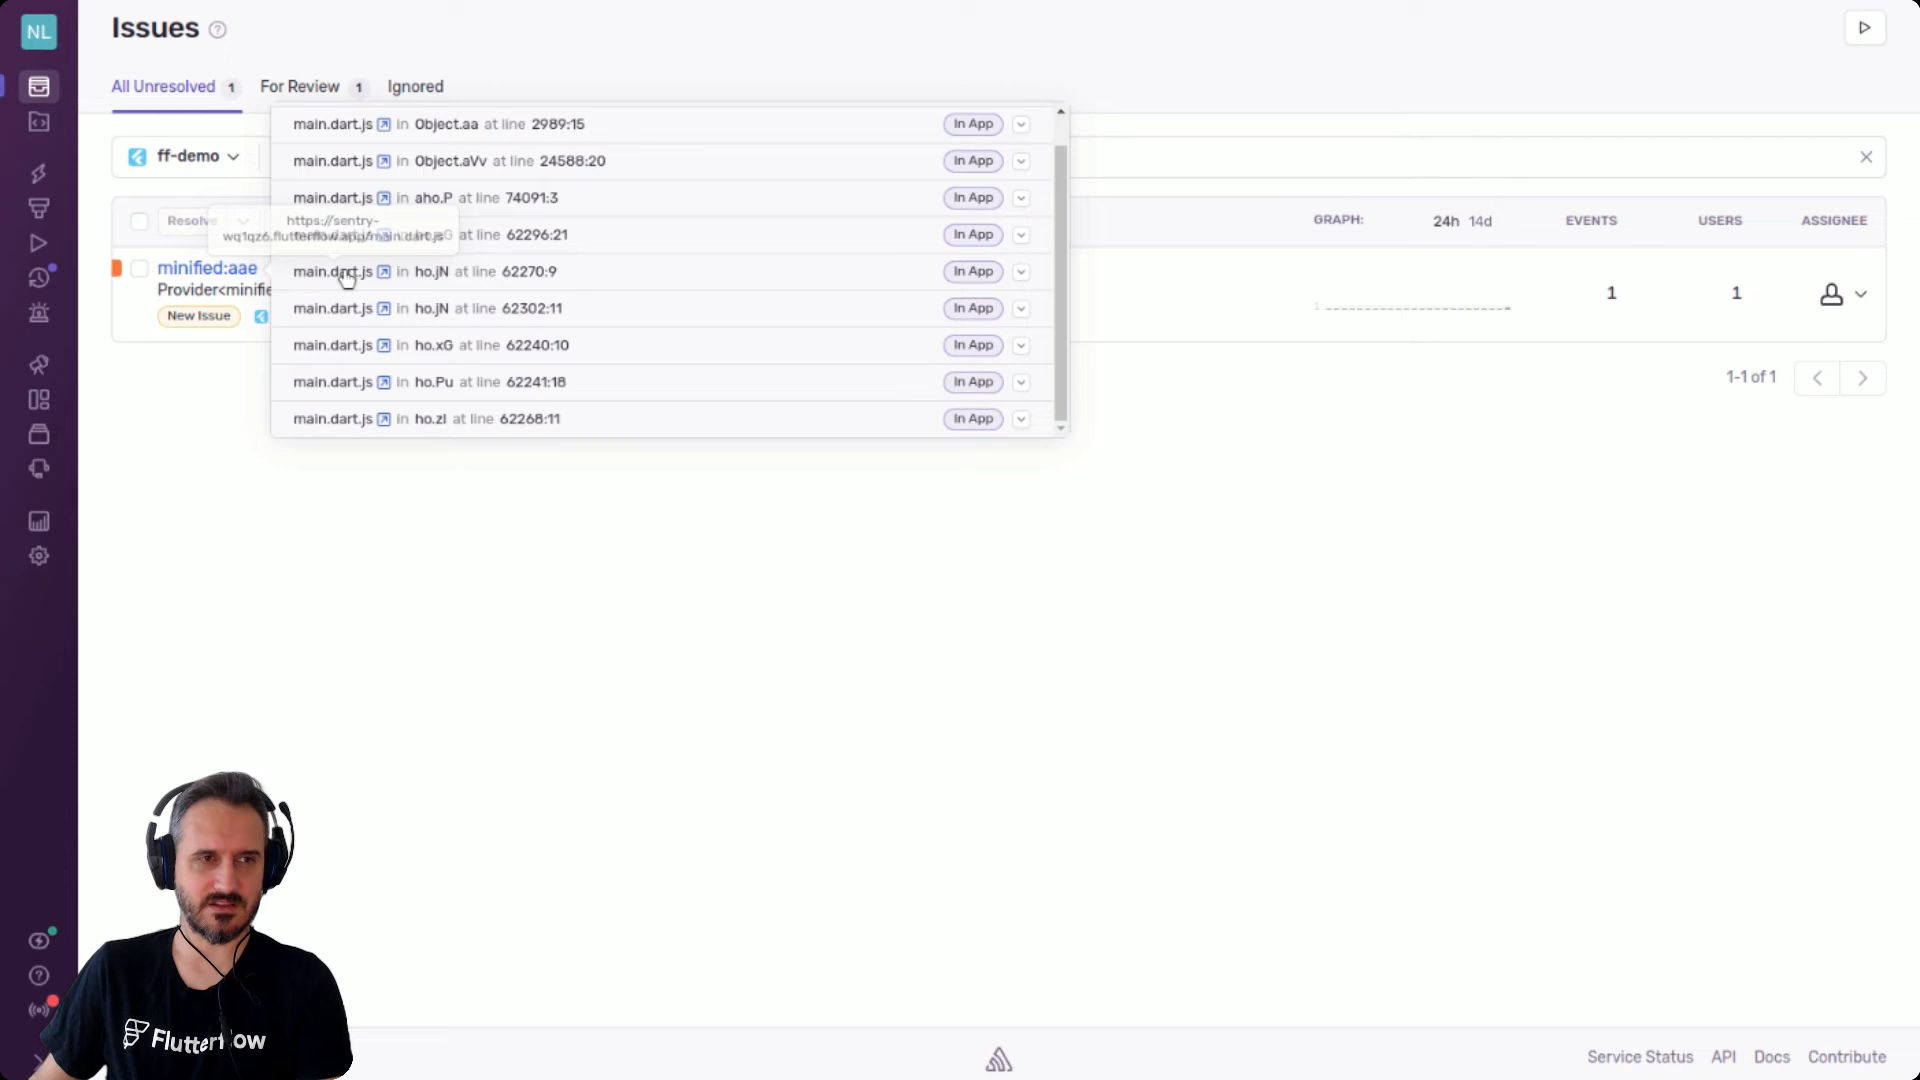 NL
Issues
All Unresolved 1 For Review 1 Ignored
main.dart.js in Object.aa at line 2989:15 In App
ff-demo
main.dart.js in Object.aVv at line 24588:20 In App
main.dart.js in aho.P at line 74091:3 In App
Resolve
https://sentry-
wq1qz6.flutterflow.app/main.dart.js
at line 62296:21 In App
GRAPH: 24h 14d EVENTS USERS ASSIGNEE
minified:aae
main.dart.js in ho.jN at line 62270:9 In App
Provider<minifie
1 1
New Issue
main.dart.js in ho.jN at line 62302:11 In App
main.dart.js in ho.xG at line 62240:10 In App
main.dart.js in ho.Pu at line 62241:18 In App
1-1 of 1
main.dart.js in ho.zl at line 62268:11 In App
Service Status API Docs Contribute